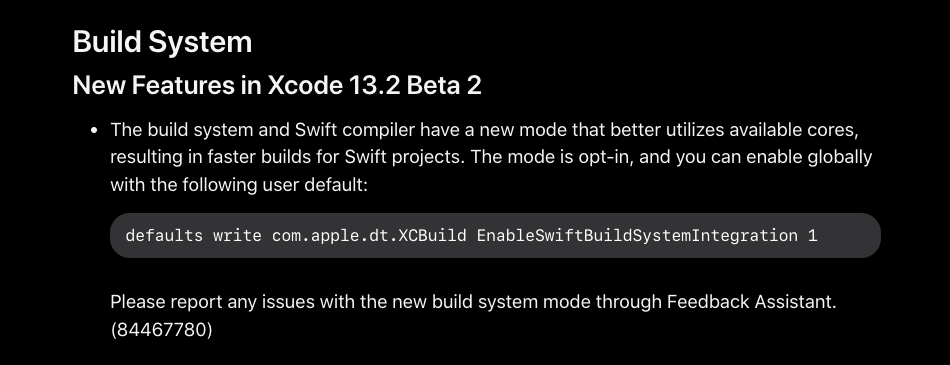 Build System
New Features in Xcode 13.2 Beta 2
• The build system and Swift compiler have a new mode that better utilizes available cores,
resulting in faster builds for Swift projects. The mode is opt-in, and you can enable globally
with the following user default:
defaults write com.apple.dt.XCBuild EnableSwiftBuildSystemIntegration 1
Please report any issues with the new build system mode through Feedback Assistant.
(84467780)